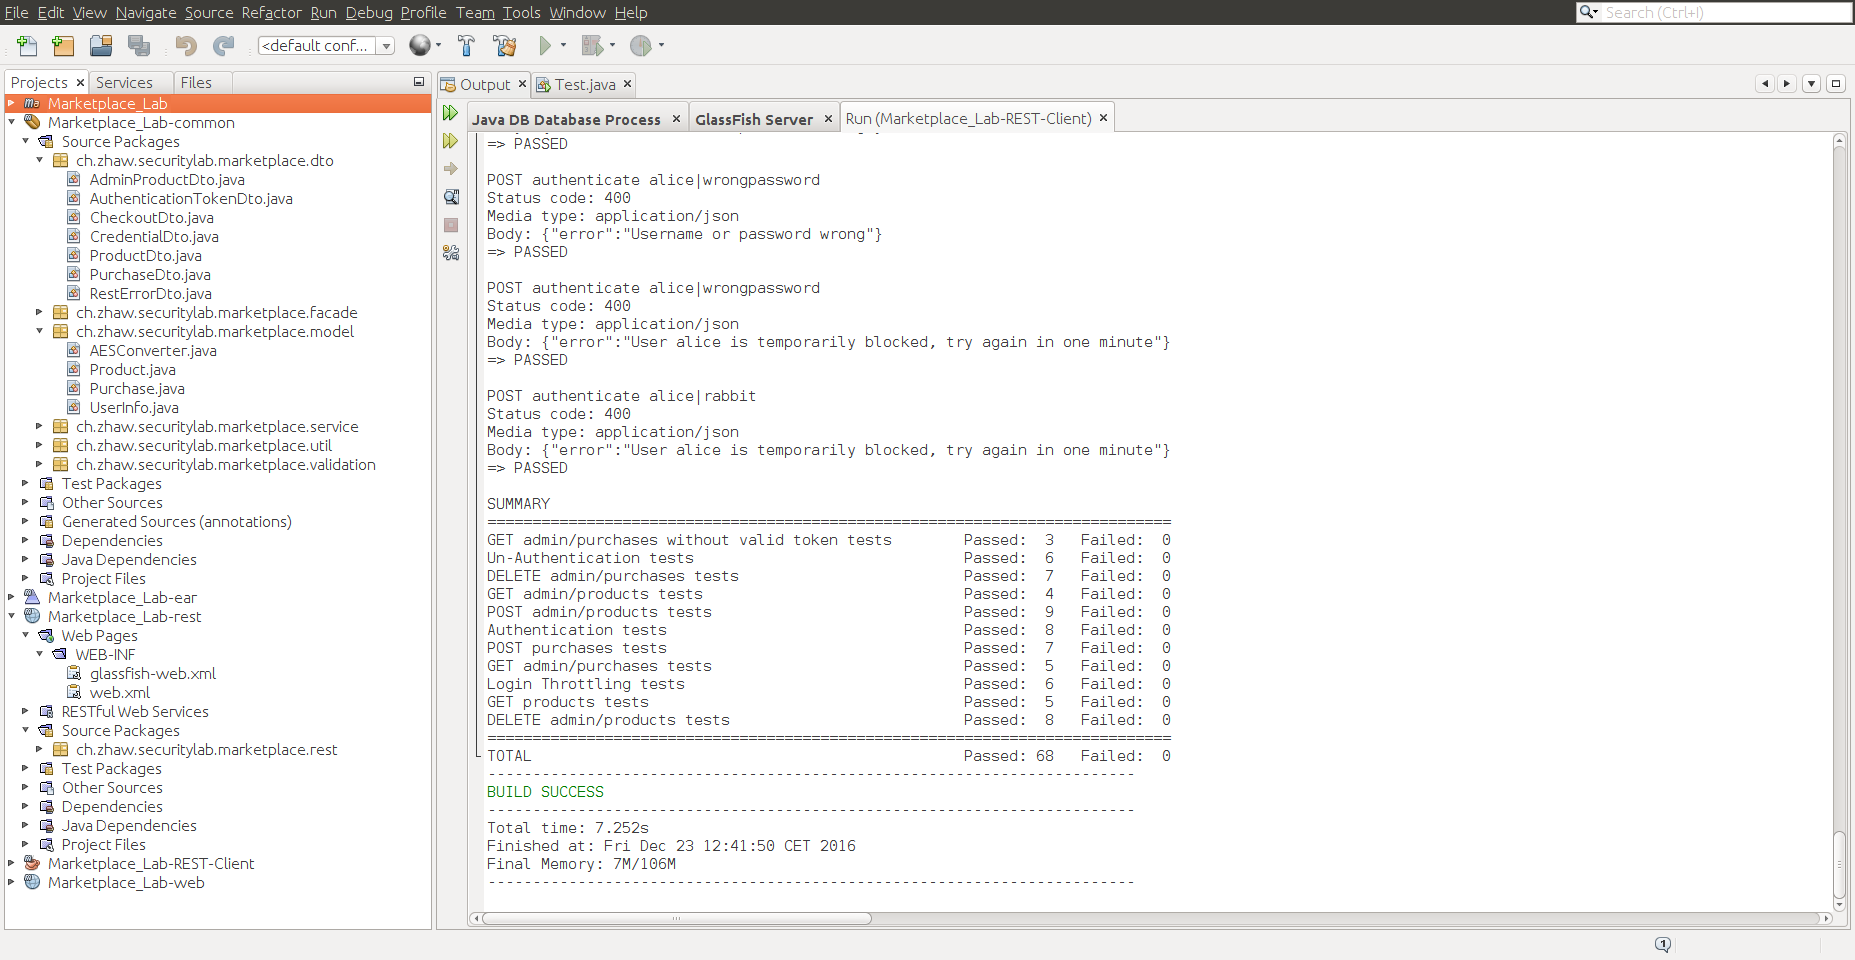 File Edit View Navigate Source Refactor Run Debug Profile Team Tools Window Help
Search (Ctrl+I)
<default conf...
Projects Services Files
Marketplace_Lab
Marketplace_Lab-common
Source Packages
ch.zhaw.securitylab.marketplace.dto
AdminProductDto.java
AuthenticationTokenDto.java
CheckoutDto.java
CredentialDto.java
ProductDto.java
PurchaseDto.java
RestErrorDto.java
ch.zhaw.securitylab.marketplace.facade
ch.zhaw.securitylab.marketplace.model
AESConverter.java
Product.java
Purchase.java
UserInfo.java
ch.zhaw.securitylab.marketplace.service
ch.zhaw.securitylab.marketplace.util
ch.zhaw.securitylab.marketplace.validation
Test Packages
Other Sources
Generated Sources (annotations)
Dependencies
Java Dependencies
Project Files
Marketplace_Lab-ear
Marketplace_Lab-rest
Web Pages
WEB-INF
glassfish-web.xml
web.xml
RESTful Web Services
Source Packages
ch.zhaw.securitylab.marketplace.rest
Test Packages
Other Sources
Dependencies
Java Dependencies
Project Files
Marketplace_Lab-REST-Client
Marketplace_Lab-web
Output Test.java
Java DB Database Process GlassFish Server Run (Marketplace_Lab-REST-Client)
=> PASSED
POST authenticate alice|wrongpassword
Status code: 400
Media type: application/json
Body: {"error":"Username or password wrong"}
=> PASSED
POST authenticate alice|wrongpassword
Status code: 400
Media type: application/json
Body: {"error":"User alice is temporarily blocked, try again in one minute"}
=> PASSED
POST authenticate alice|rabbit
Status code: 400
Media type: application/json
Body: {"error":"User alice is temporarily blocked, try again in one minute"}
=> PASSED
SUMMARY
============================================================================
GET admin/purchases without valid token tests Passed: 3 Failed: 0
Un-Authentication tests Passed: 6 Failed: 0
DELETE admin/purchases tests Passed: 7 Failed: 0
GET admin/products tests Passed: 4 Failed: 0
POST admin/products tests Passed: 9 Failed: 0
Authentication tests Passed: 8 Failed: 0
POST purchases tests Passed: 7 Failed: 0
GET admin/purchases tests Passed: 5 Failed: 0
Login Throttling tests Passed: 6 Failed: 0
GET products tests Passed: 5 Failed: 0
DELETE admin/products tests Passed: 8 Failed: 0
============================================================================
TOTAL Passed: 68 Failed: 0
------------------------------------------------------------------------
BUILD SUCCESS
------------------------------------------------------------------------
Total time: 7.252s
Finished at: Fri Dec 23 12:41:50 CET 2016
Final Memory: 7M/106M
------------------------------------------------------------------------
1